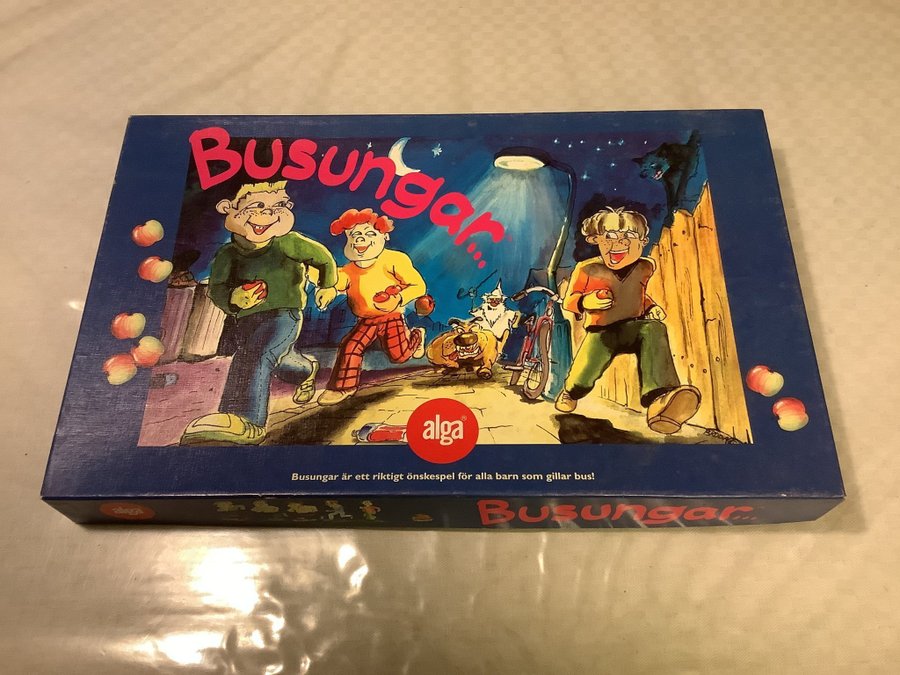 Busungar...
alga®
Busungar är ett riktigt önskespel för alla barn som gillar bus!
alga
Busungar...